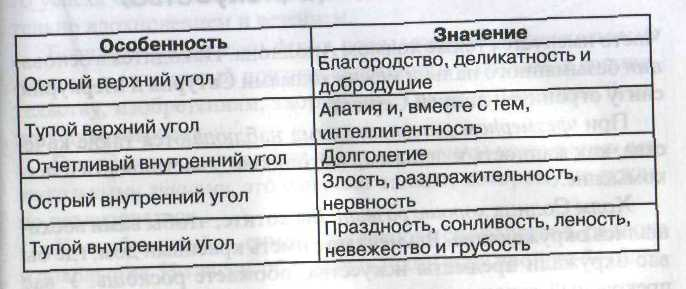 Особенность Значение
Острый верхний угол Благородство, деликатность и
добродушие
Тупой верхний угол Апатия и, вместе с тем,
интеллигентность
Отчетливый внутренний угол Долголетие
Острый внутренний угол Злость, раздражительность,
нервность
Тупой внутренний угол Праздность, сонливость, леность,
невежество и грубость